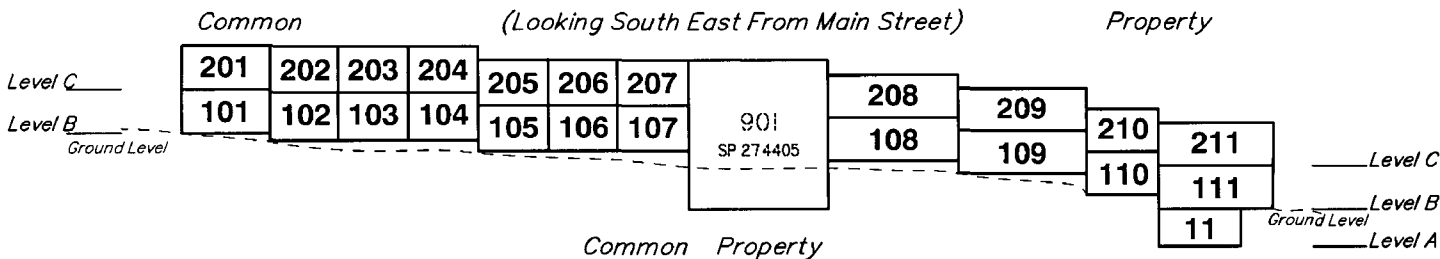 Common (Looking South East From Main Street) Property
201 202 203 204 205 206 207 208 209 210 211
Level C Level C
101 102 103 104 105 106 107 901 108 109 110 111
SP 274405
Level B Level B
Ground Level Ground Level
11
Level A
Common Property